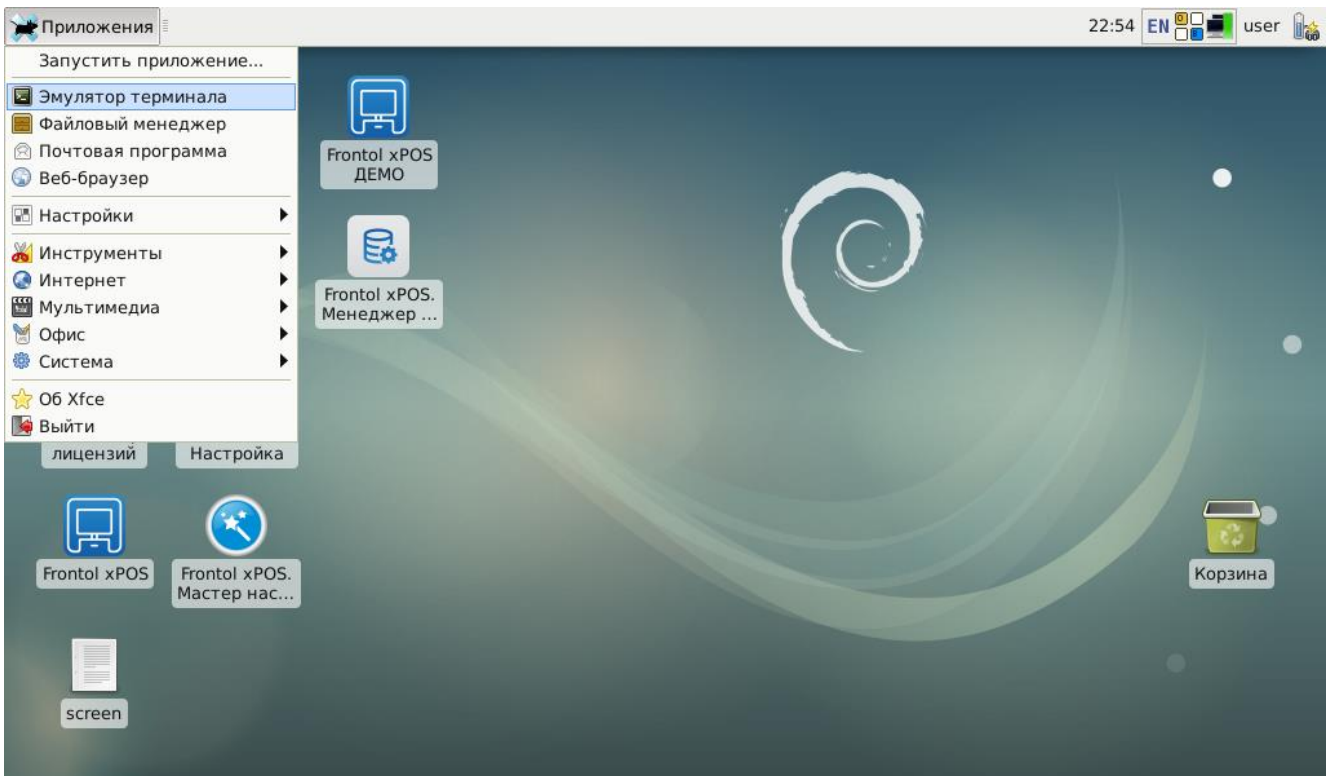 Приложения
22:54
EN
user
Запустить приложение...
Эмулятор терминала
Файловый менеджер
Почтовая программа
Веб-браузер
Настройки
Инструменты
Интернет
Мультимедиа
Офис
Система
Об Xfce
Выйти
Frontol xPOS
ДЕМО
Frontol xPOS.
Менеджер ...
лицензий
Настройка
Frontol xPOS
Frontol xPOS.
Мастер нас...
screen
Корзина